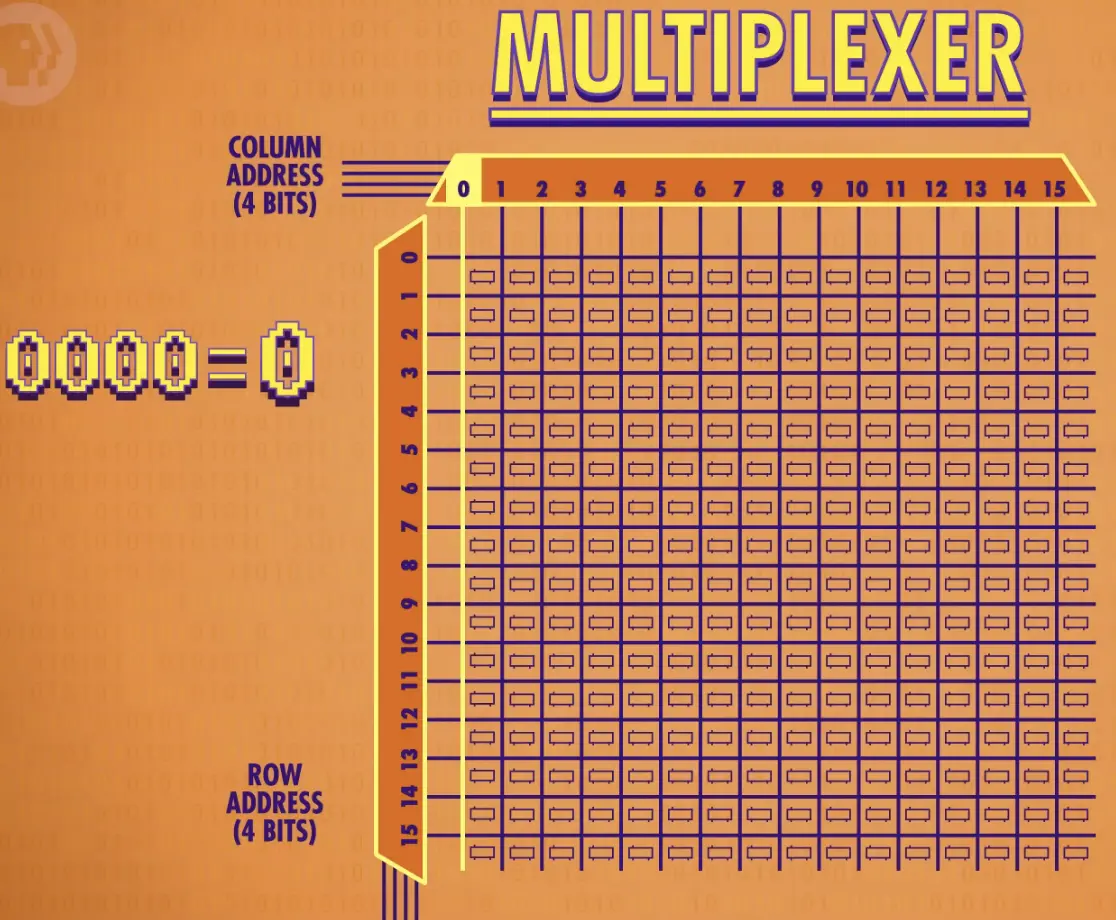 MULTIPLEXER
COLUMN
ADDRESS
(4 BITS)
0 1 2 3 4 5 6 7 8 9 10 11 12 13 14 15
0
1
2
3
4
5
6
7
8
9
10
11
12
13
14
15
0000=0
ROW
ADDRESS
(4 BITS)